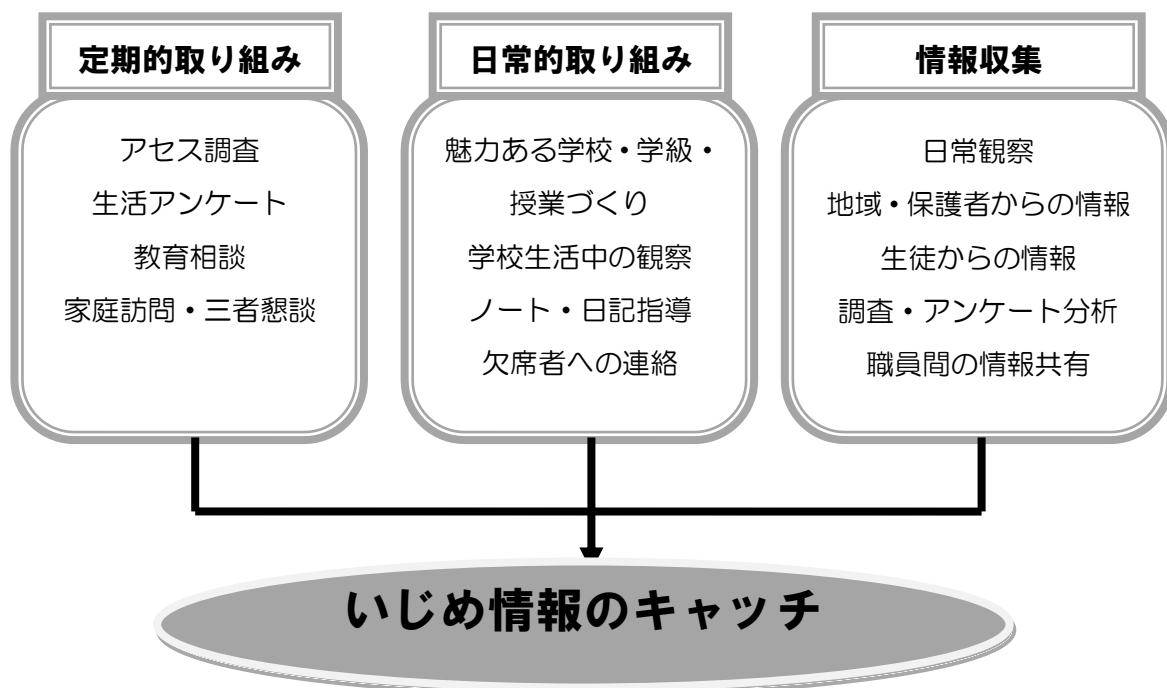 定期的取り組み
アセス調査
生活アンケート
教育相談
家庭訪問・三者懇談
日常的取り組み
魅力ある学校・学級・
授業づくり
学校生活中の観察
ノート・日記指導
欠席者への連絡
情報収集
日常観察
地域・保護者からの情報
生徒からの情報
調査・アンケート分析
職員間の情報共有
いじめ情報のキャッチ